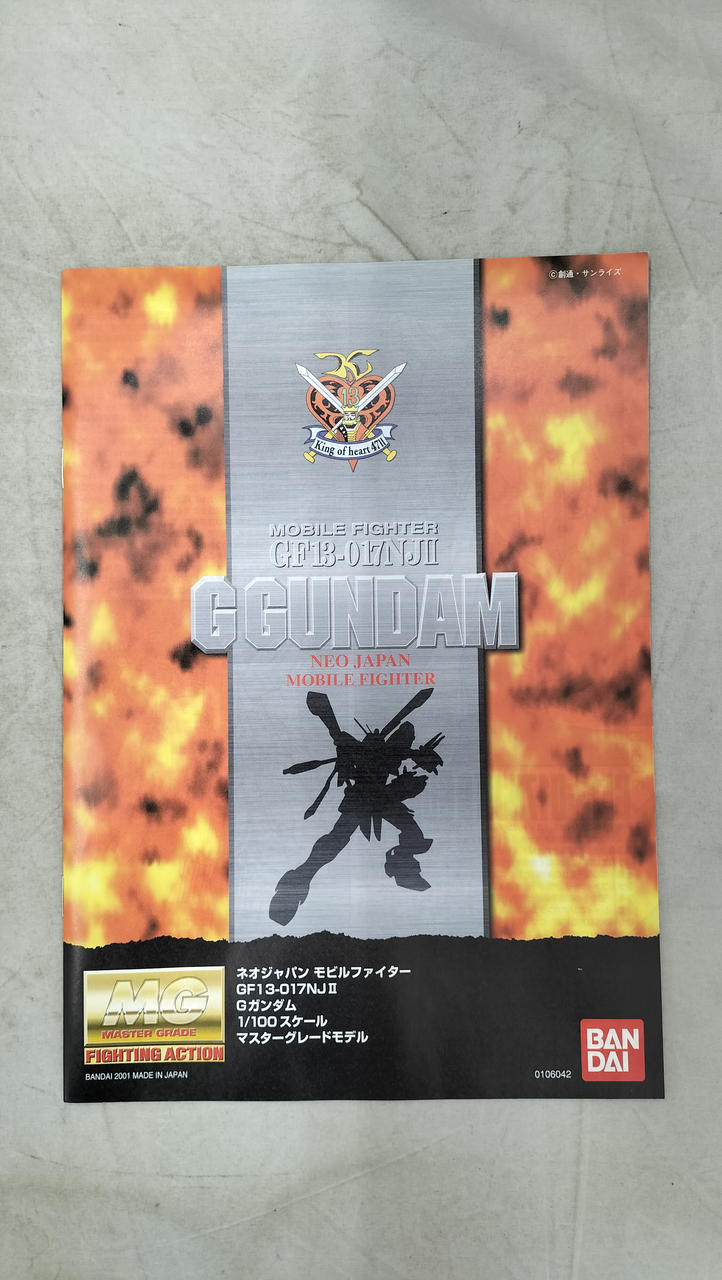 ©創通・サンライズ
13
King of heart 47U
MOBILE FIGHTER
GF13-017NJII
G GUNDAM
NEO JAPAN
MOBILE FIGHTER
MG
MASTER GRADE
FIGHTING ACTION
ネオジャパン モビルファイター
GF13-017NJⅡ
Gガンダム
1/100スケール
マスターグレードモデル
BANDAI 2001 MADE IN JAPAN
0106042
BAN
DAI